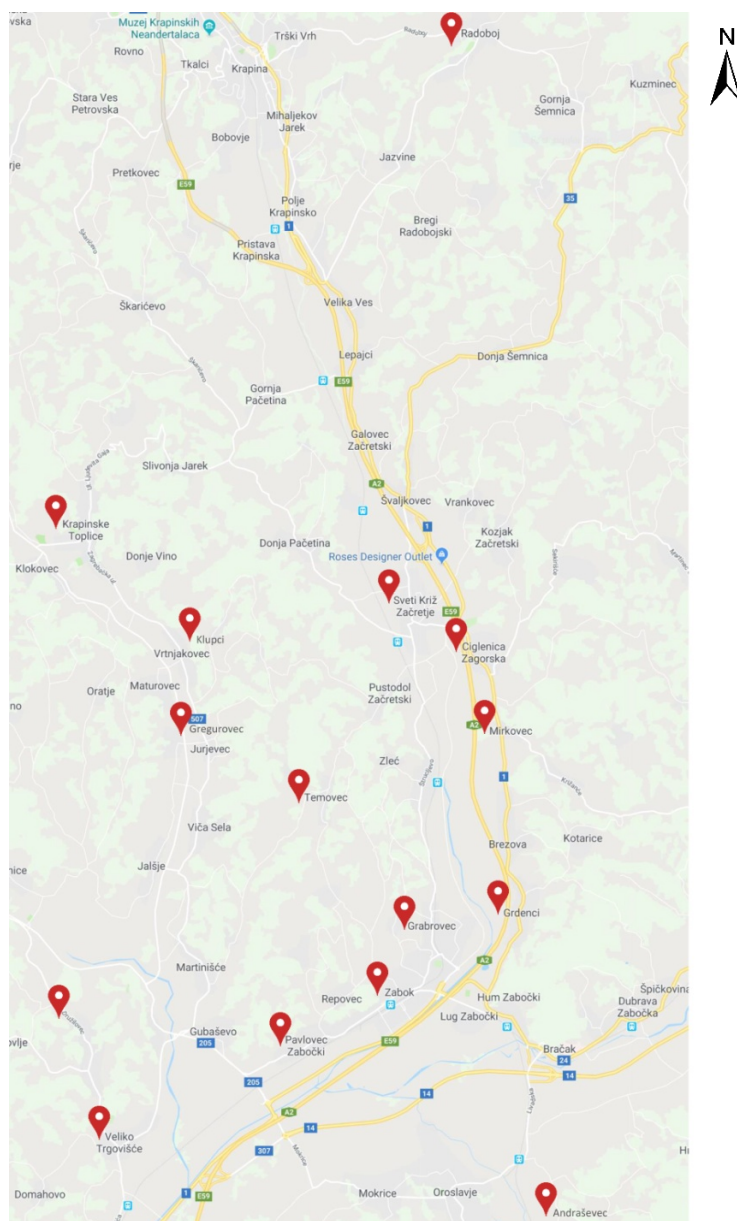 Muzej Krapinskih
Neandertalaca
Rovno
Tkalci
Krapina
Trški Vrh
Radoboj
Radoboj
N
Stara Ves
Petrovska
Mihaljekov
Jarek
Bobovje
Gornja
Šemnica
Kuzminec
Pretkovec
E59
Jazvine
35
Polje
Krapinsko
1
Bregi
Radobojski
Pristava
Krapinska
Škarićevo
Škarićevo
Velika Ves
Lepajci
Donja Šemnica
Škarićevo
E59
Gornja
Pačetina
Galovec
Začretski
Slivonja Jarek
A2
Švaljkovec
Vrankovec
Krapinske
Toplice
1
Kozjak
Začretski
Donja Pačetina
Donje Vino
Roses Designer Outlet
Klokovec
Sveti Križ
Začretje
E59
Klupci
Vrtnjakovec
Ciglenica
Zagorska
Maturovec
Oratje
Pustodol
Začretski
507
Gregurovec
A2
Mirkovec
Jurjevec
Zleć
1
Temovec
Viča Sela
Brezova
Kotarice
Jalšje
Grdenci
Grabrovec
A2
Martinišće
Repovec
Zabok
Hum Zabočki
Špičkovina
Dubrava
Zabočka
Lug Zabočki
Gubaševo
205
Pavlovec
Zabočki
E59
Bračak
24
14
205
14
A2
14
Veliko
Trgovišće
307
1
E59
Domahovo
Mokrice
Oroslavje
Andraševec